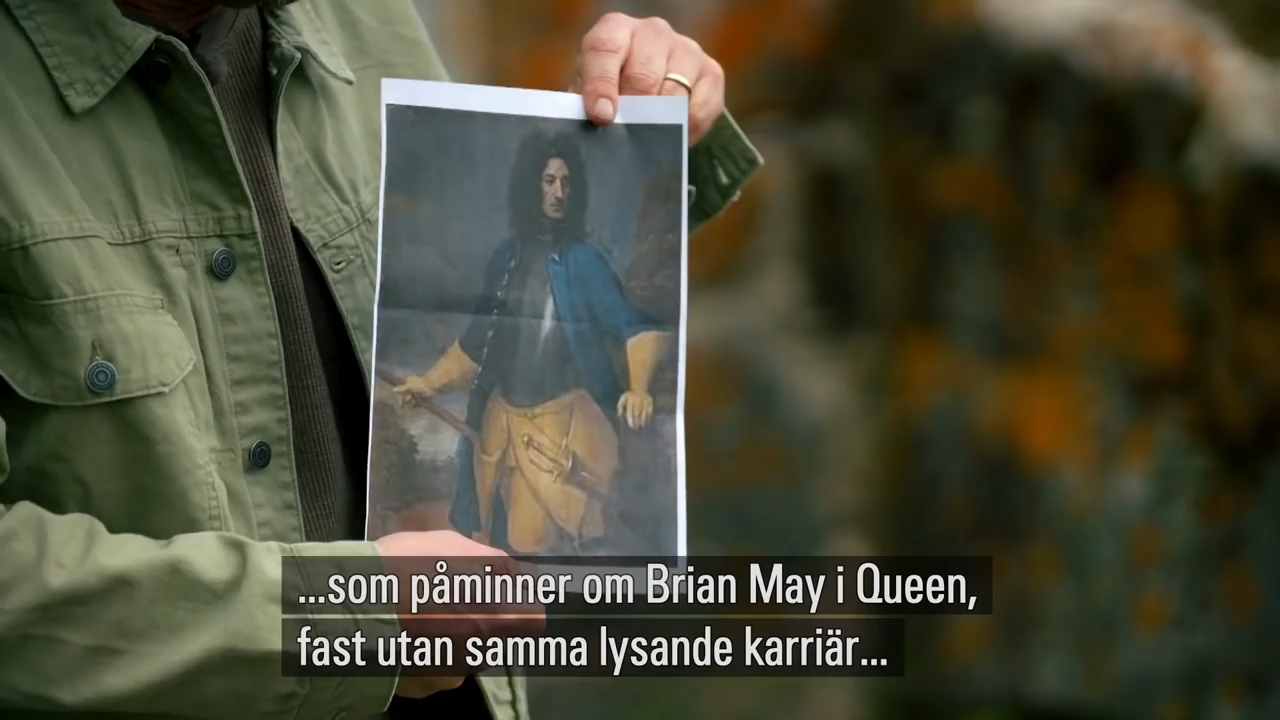 ...som påminner om Brian May i Queen,
fast utan samma lysande karriär...